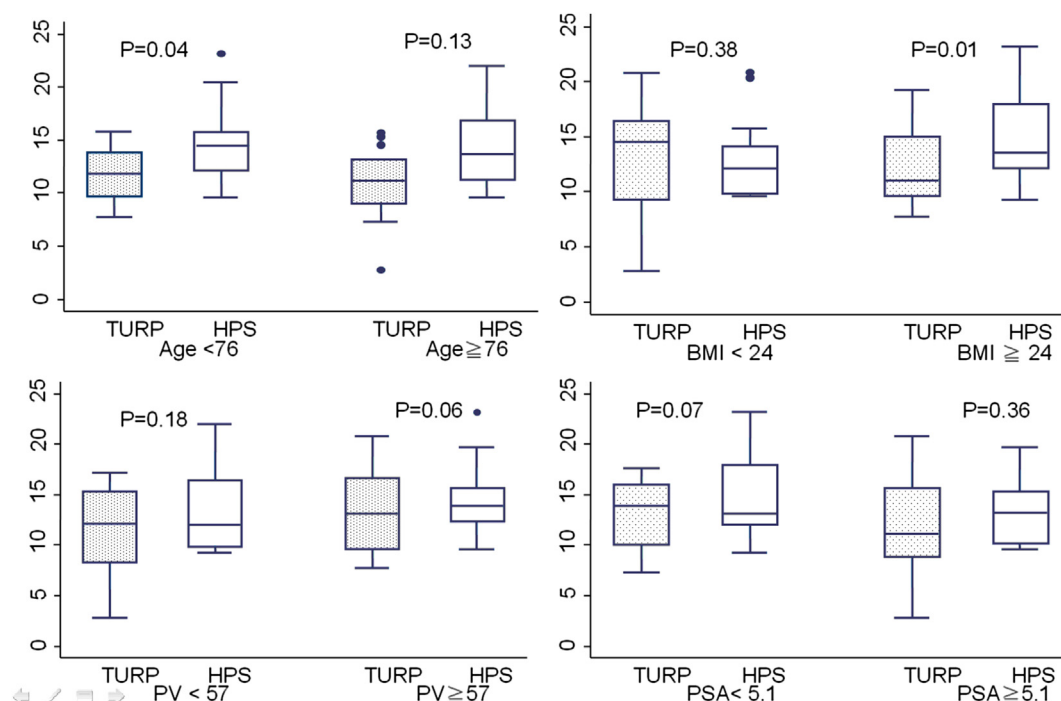 25
20
15
10
5
0
P=0.04
P=0.13
TURP HPS TURP HPS
Age <76 Age≧76
25
20
15
10
5
0
P=0.38
P=0.01
TURP HPS TURP HPS
BMI < 24 BMI ≧ 24
25
20
15
10
5
0
P=0.18
P=0.06
TURP HPS TURP HPS
PV < 57 PV≧57
25
20
15
10
5
0
P=0.07
P=0.36
TURP HPS TURP HPS
PSA< 5.1 PSA≧5.1